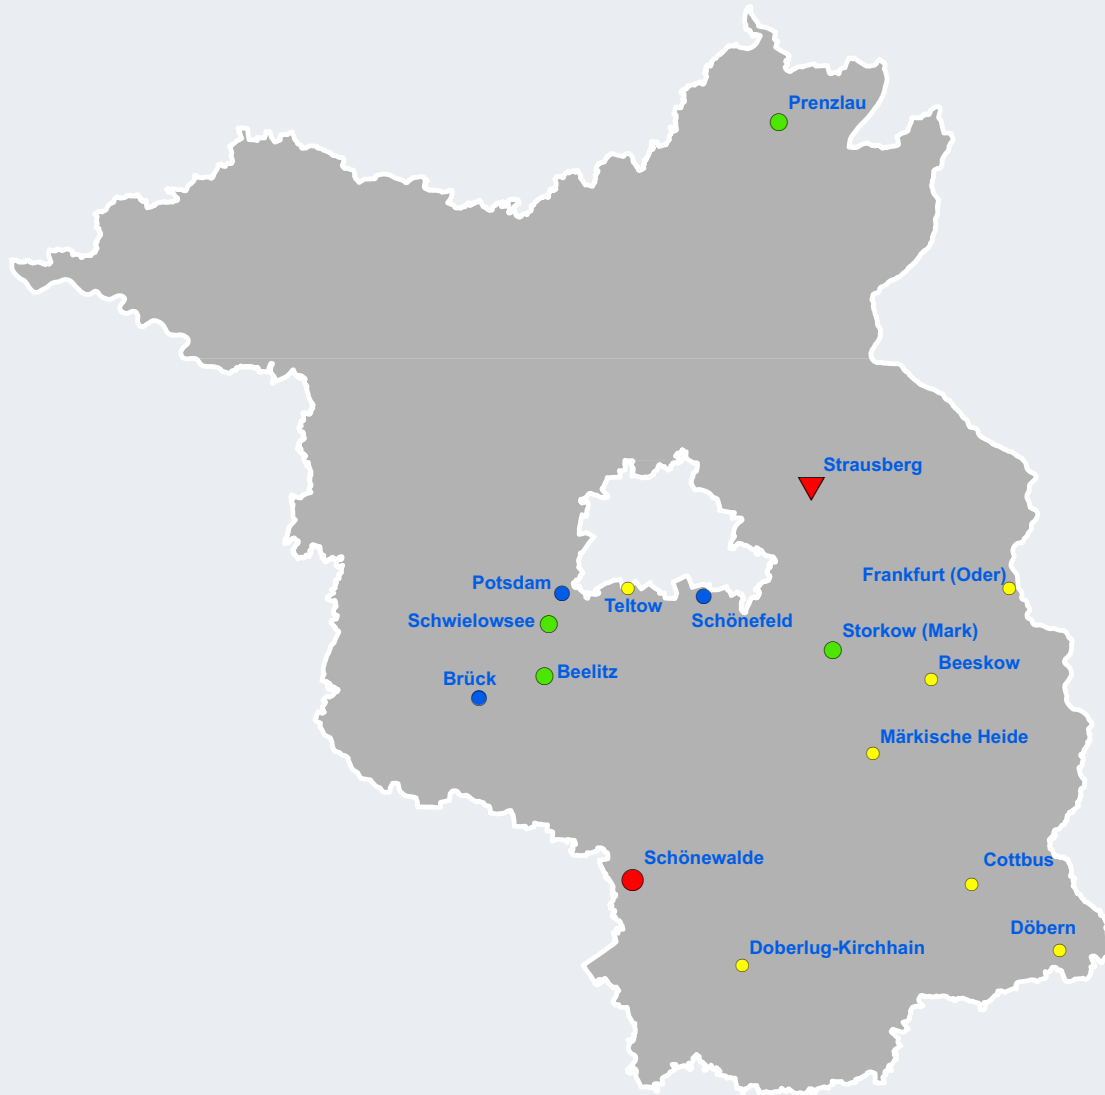 Prenzlau
Strausberg
Frankfurt (Oder)
Potsdam
Teltow
Schönefeld
Schwielowsee
Storkow (Mark)
Beeskow
Beelitz
Brück
Märkische Heide
Schönewalde
Cottbus
Döbern
Doberlug-Kirchhain